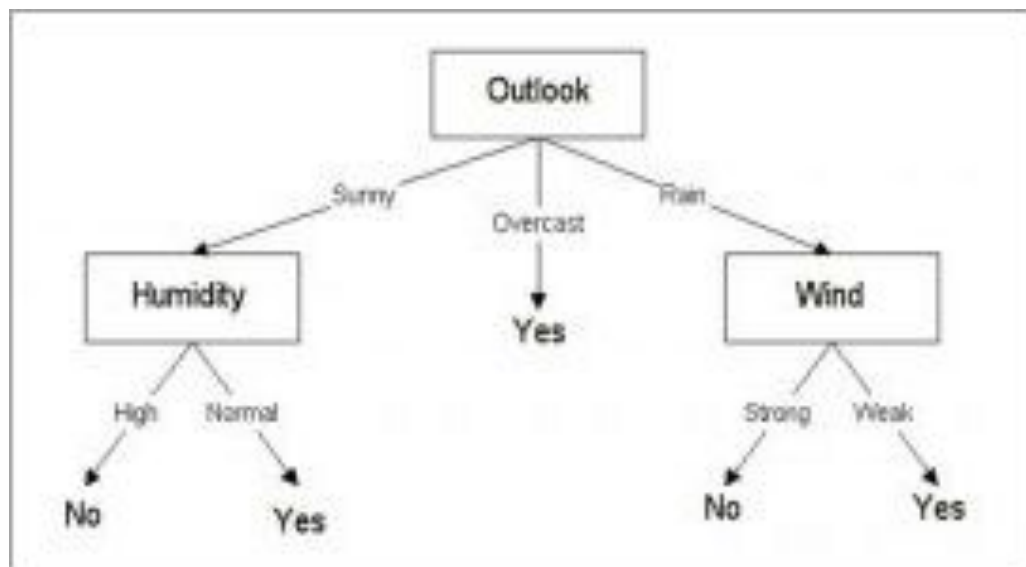 Outlook
Sunny
Overcast
Rain
Humidity
Yes
Wind
High
Normal
Strong
Weak
No
Yes
No
Yes